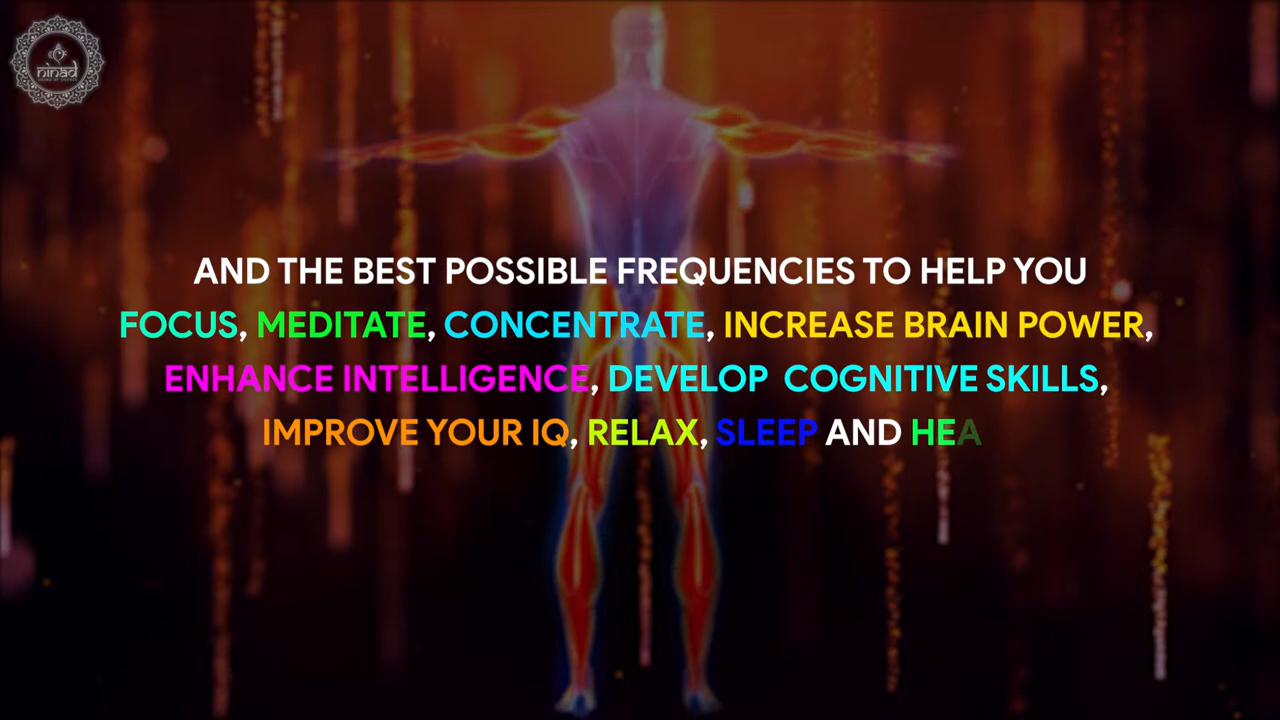 ninad
AND THE BEST POSSIBLE FREQUENCIES TO HELP YOU
FOCUS, MEDITATE, CONCENTRATE, INCREASE BRAIN POWER,
ENHANCE INTELLIGENCE, DEVELOP COGNITIVE SKILLS,
IMPROVE YOUR IQ, RELAX, SLEEP AND HEA